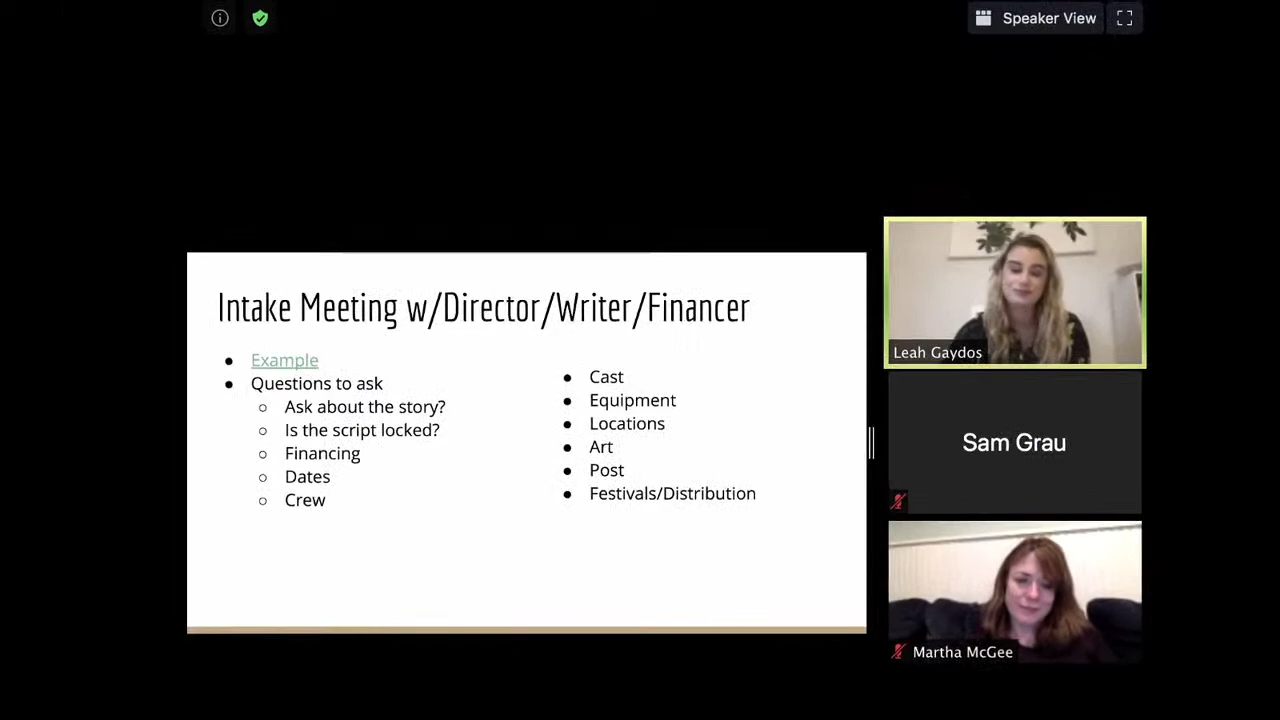 Speaker View
Intake Meeting w/Director/Writer/Financer
Example
Questions to ask
Ask about the story?
Is the script locked?
Financing
Dates
Crew
Cast
Equipment
Locations
Art
Post
Festivals/Distribution
Leah Gaydos
Sam Grau
Martha McGee